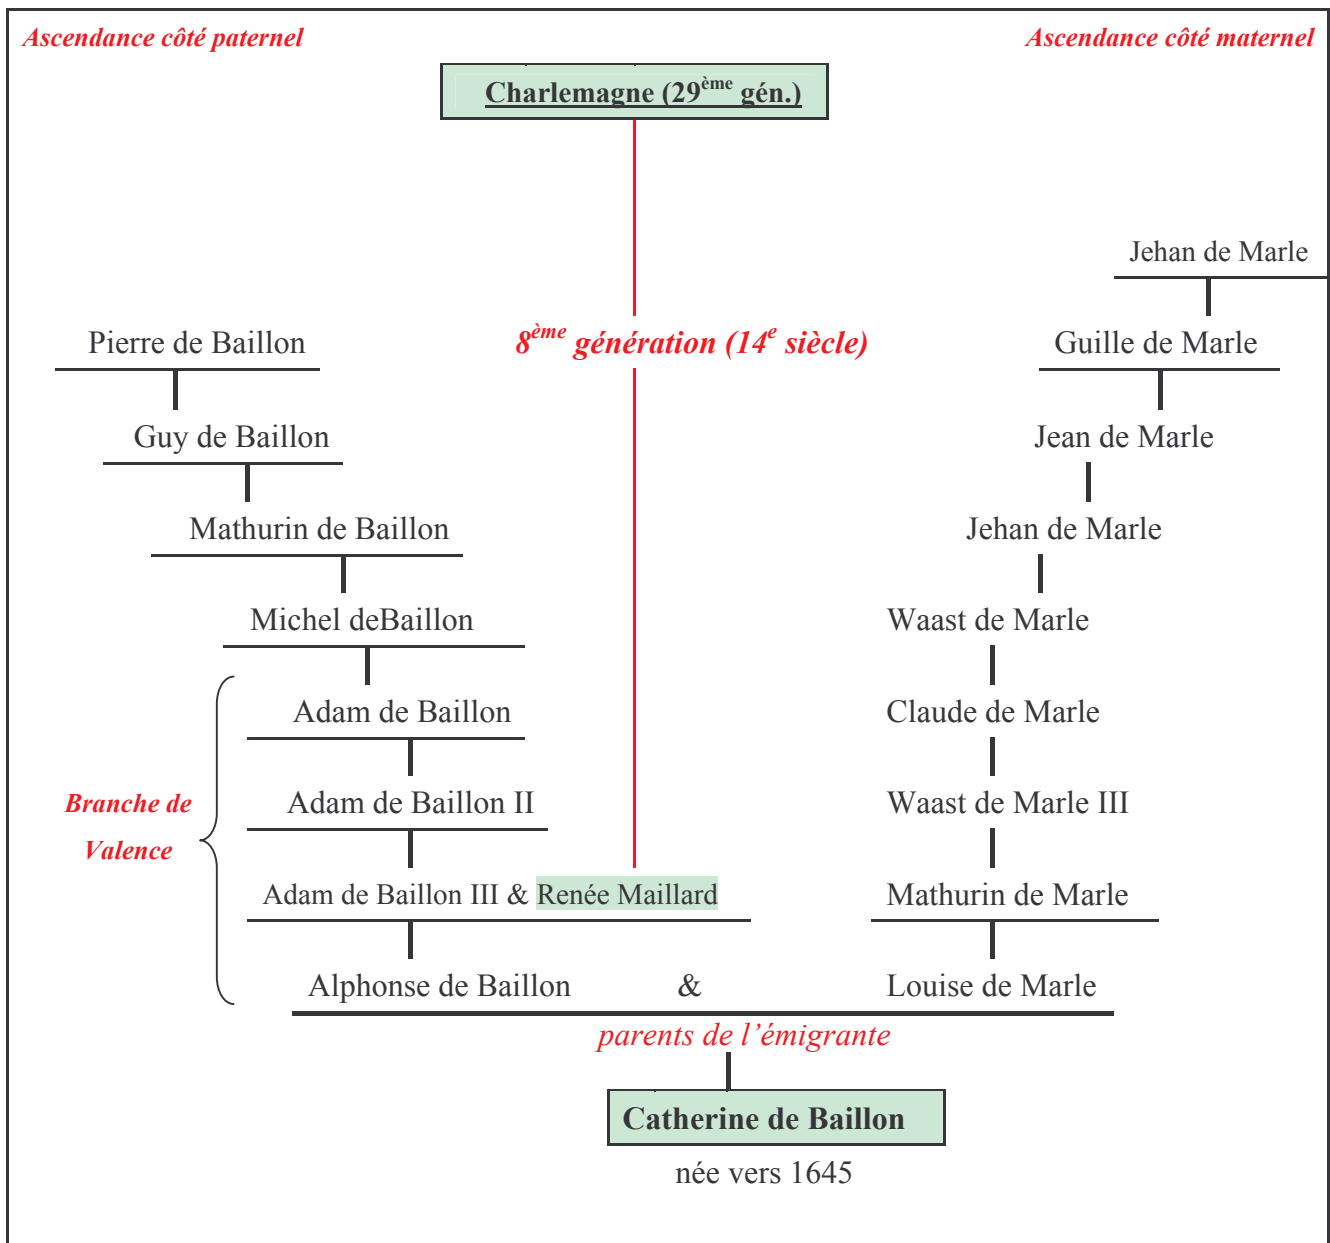 Ascendance côté paternel
Ascendance côté maternel
Charlemagne (29ème gén.)
Jehan de Marle
Pierre de Baillon
8ème génération (14e siècle)
Guille de Marle
Guy de Baillon
Jean de Marle
Mathurin de Baillon
Jehan de Marle
Michel deBaillon
Waast de Marle
Adam de Baillon
Claude de Marle
Branche de
Valence
Adam de Baillon II
Waast de Marle III
Adam de Baillon III & Renée Maillard
Mathurin de Marle
Alphonse de Baillon & Louise de Marle
parents de l’émigrante
Catherine de Baillon
née vers 1645